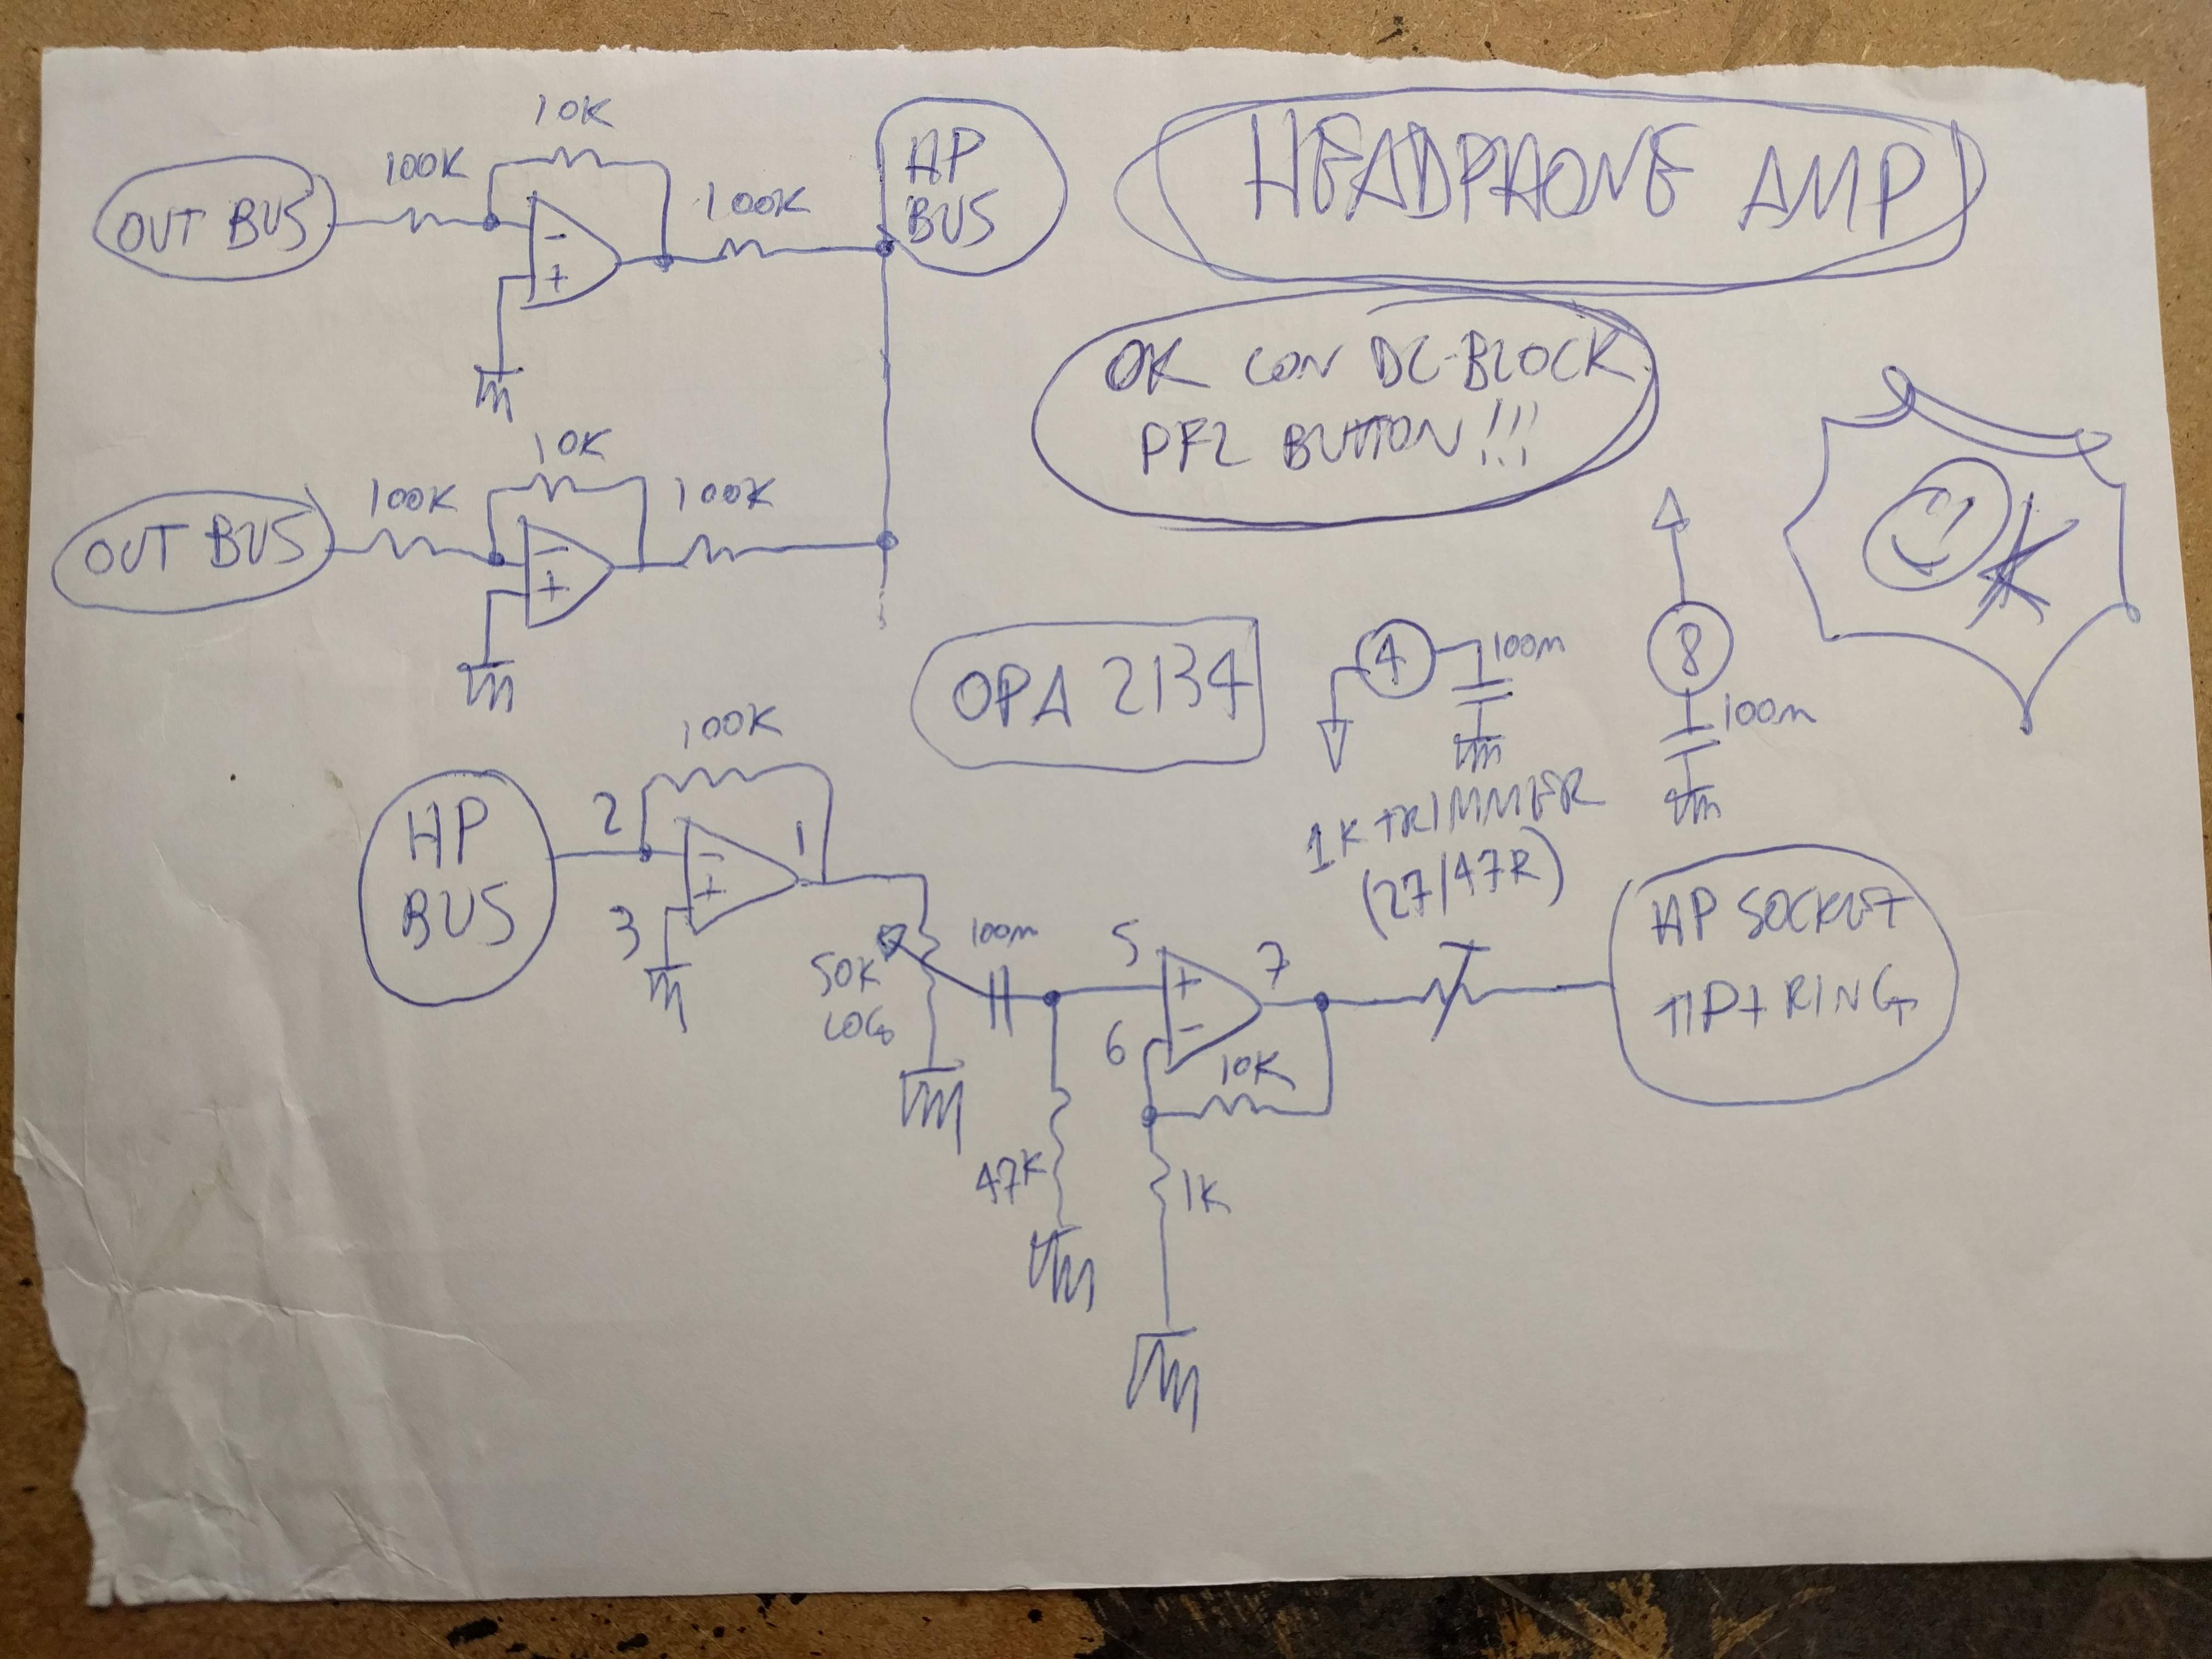 HEADPHONE AMP
OK CON DC-BLOCK
PFL BUTTON!!!
OK
10K
100K
OUT BUS
-
+
100K
HP
BUS
10K
100K
OUT BUS
-
+
100K
OPA 2134
4
100n
8
100n
HP
BUS
2
3
100K
-
+
1
50K
LOG
100n
47K
5
6
+
-
7
10K
1K
1K TRIMMER
(27/47R)
HP SOCKET
TIP+RING